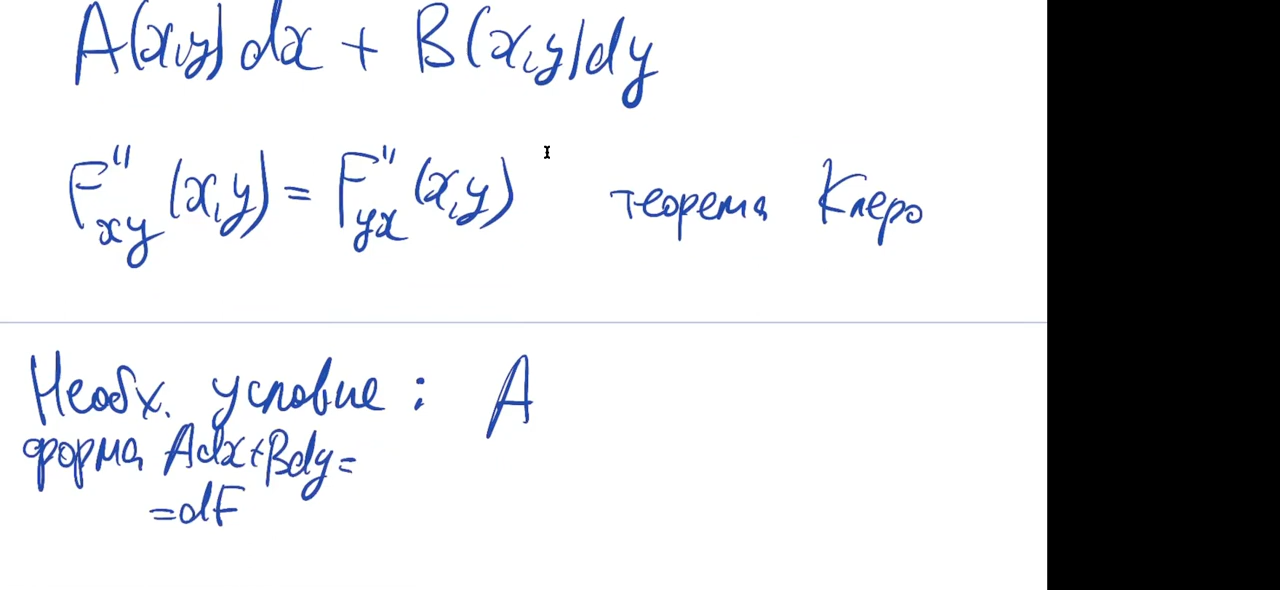 A(x,y)dx + B(x,y)dy
F''xy (x,y) = F''yx (x,y) теорема Клеро
Необх. условие : A
форма Adx+Bdy=
=dF